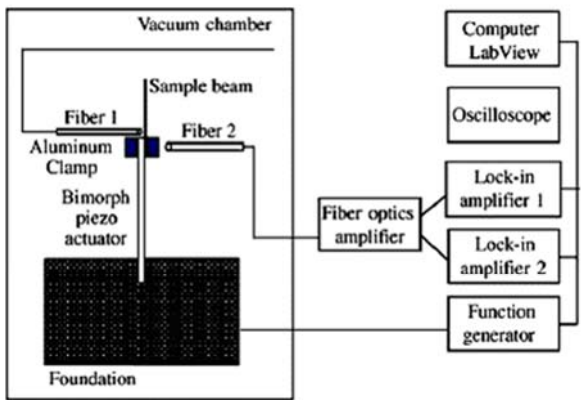 Vacuum chamber
Sample beam
Fiber 1
Fiber 2
Aluminum
Clamp
Bimorph
piezo
actuator
Foundation
Fiber optics
amplifier
Computer
LabView
Oscilloscope
Lock-in
amplifier 1
Lock-in
amplifier 2
Function
generator